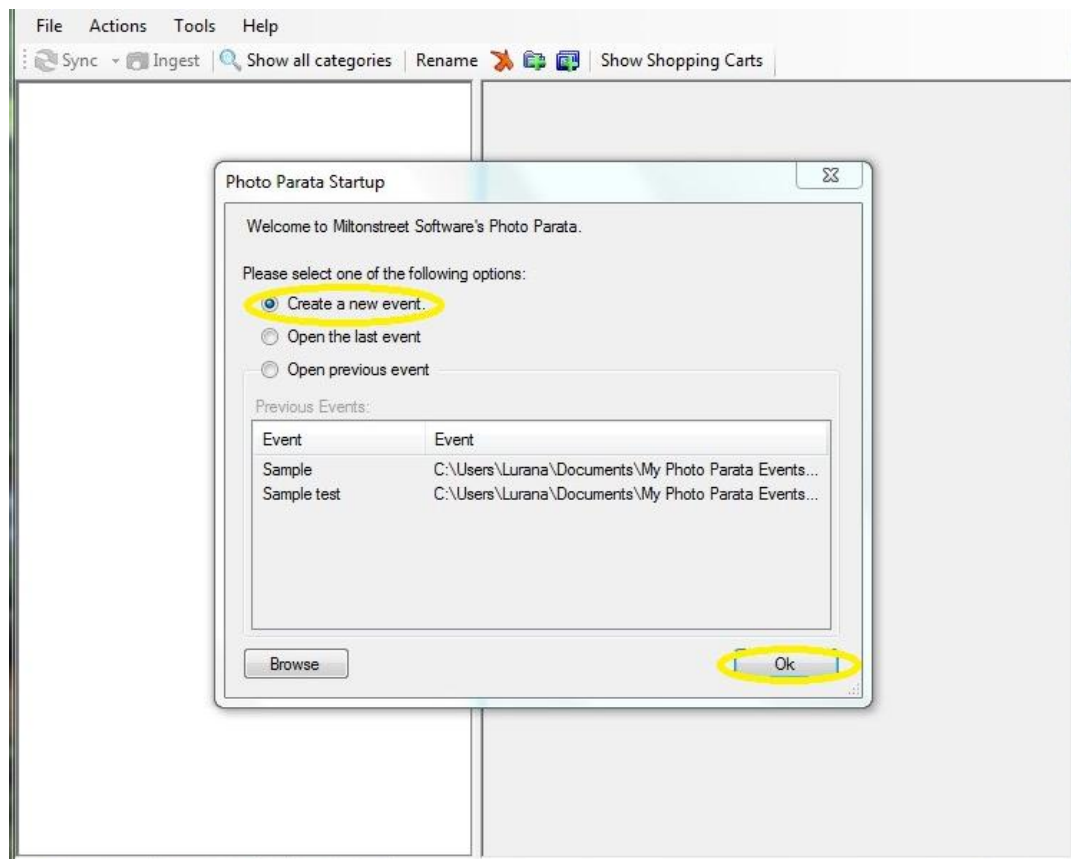 File Actions Tools Help
Sync Ingest Show all categories Rename Show Shopping Carts
Photo Parata Startup
Welcome to Miltonstreet Software's Photo Parata.
Please select one of the following options:
Create a new event.
Open the last event
Open previous event
Previous Events:
Event Event
Sample C:\Users\Lurana\Documents\My Photo Parata Events...
Sample test C:\Users\Lurana\Documents\My Photo Parata Events...
Browse Ok